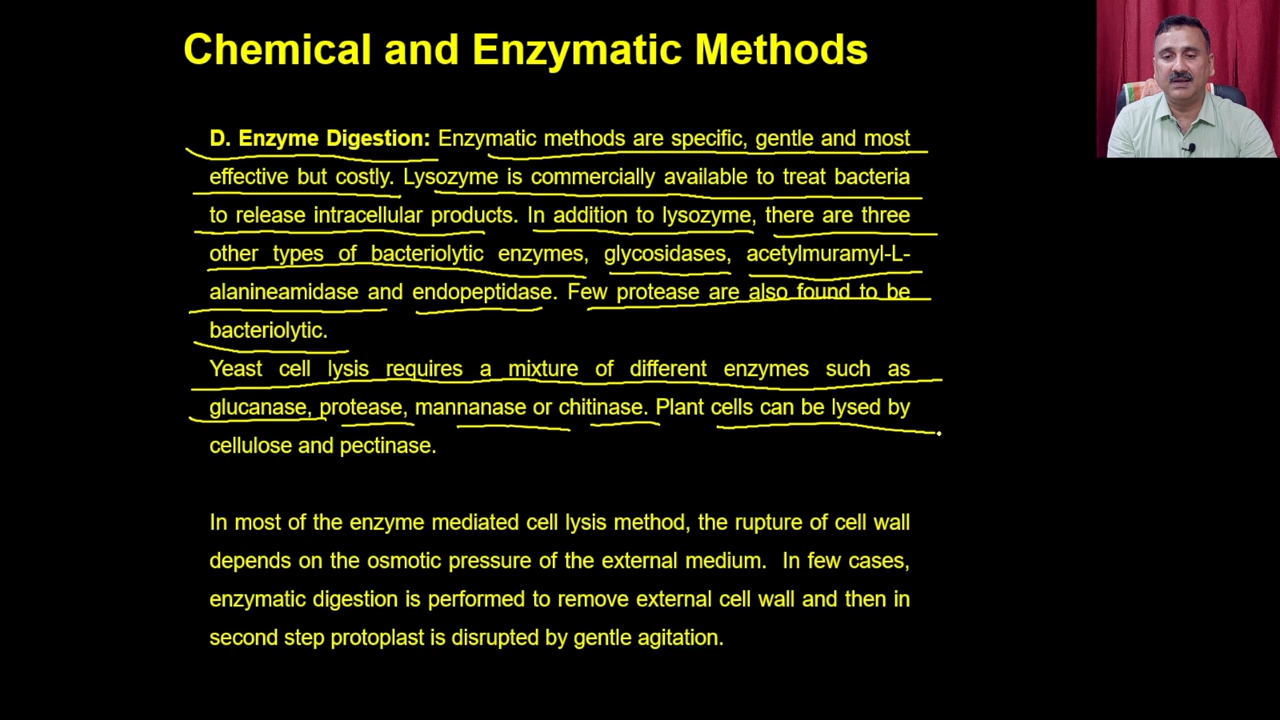 Chemical and Enzymatic Methods
D. Enzyme Digestion: Enzymatic methods are specific, gentle and most
effective but costly. Lysozyme is commercially available to treat bacteria
to release intracellular products. In addition to lysozyme, there are three
other types of bacteriolytic enzymes, glycosidases, acetylmuramyl-L-
alanineamidase and endopeptidase. Few protease are also found to be
bacteriolytic.
Yeast cell lysis requires a mixture of different enzymes such as
glucanase, protease, mannanase or chitinase. Plant cells can be lysed by
cellulose and pectinase.
In most of the enzyme mediated cell lysis method, the rupture of cell wall
depends on the osmotic pressure of the external medium. In few cases,
enzymatic digestion is performed to remove external cell wall and then in
second step protoplast is disrupted by gentle agitation.